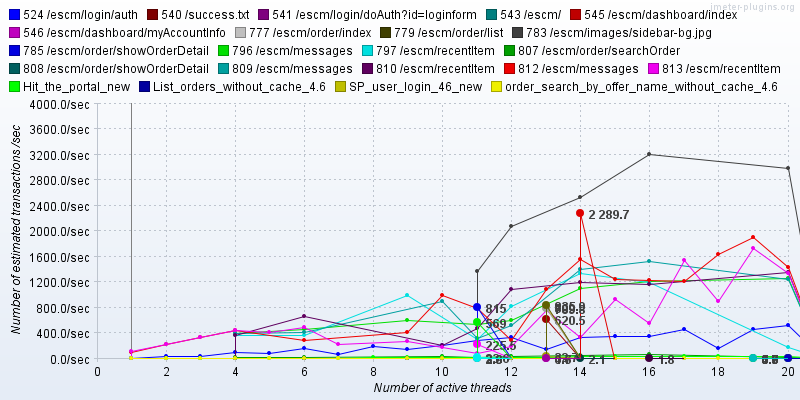 jmeter-plugins.org
524 /escm/login/auth 540 /success.txt 541 /escm/login/doAuth?id=loginform 543 /escm/ 545 /escm/dashboard/index
546 /escm/dashboard/myAccountInfo 777 /escm/order/index 779 /escm/order/list 783 /escm/images/sidebar-bg.jpg
785 /escm/order/showOrderDetail 796 /escm/messages 797 /escm/recentItem 807 /escm/order/searchOrder
808 /escm/order/showOrderDetail 809 /escm/messages 810 /escm/recentItem 812 /escm/messages 813 /escm/recentItem
Hit_the_portal_new List_orders_without_cache_4.6 SP_user_login_46_new order_search_by_offer_name_without_cache_4.6
4000.0/sec
3600.0/sec
3200.0/sec
2800.0/sec
2400.0/sec
2000.0/sec
1600.0/sec
1200.0/sec
800.0/sec
400.0/sec
0.0/sec
Number of estimated transactions /sec
2 289.7
815
569
225.6
620.5
2.1
1.8
0 2 4 6 8 10 12 14 16 18 20
Number of active threads